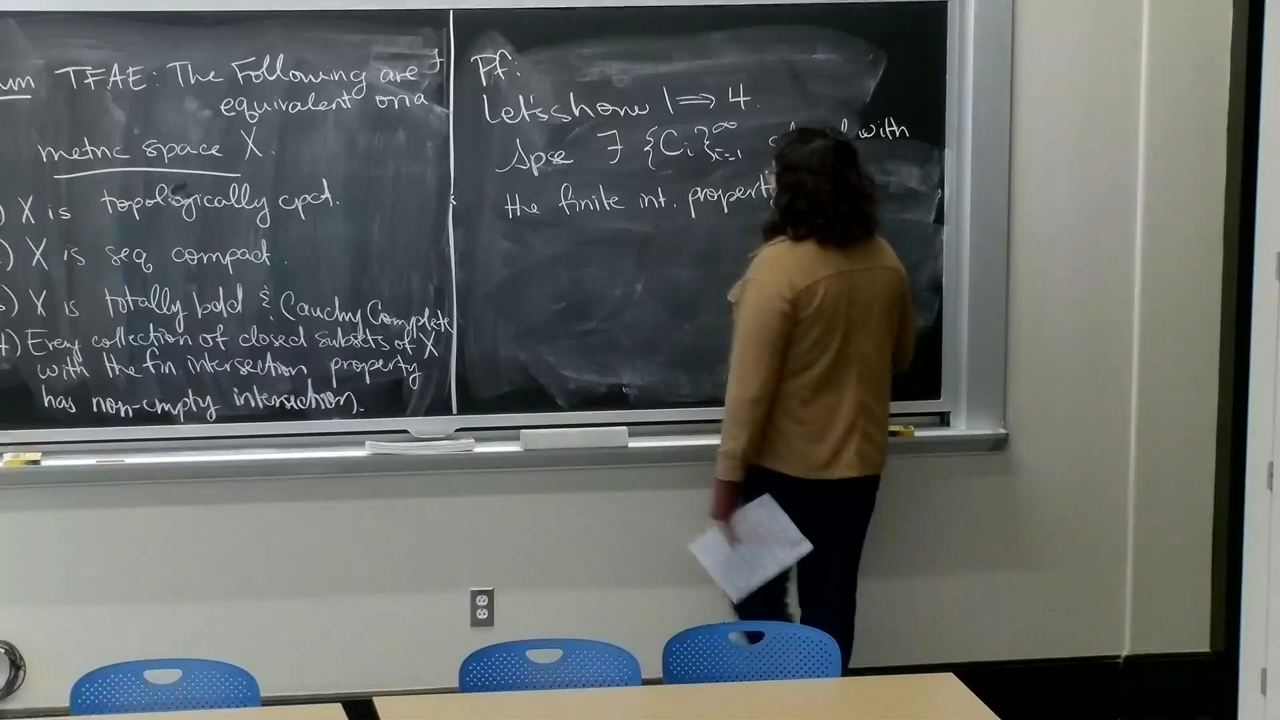 TFAE: The Following are
equivalent on a
metric space X.
) X is topologically cpct.
) X is seq compact.
) X is totally bdd & Cauchy Complete
) Every collection of closed subsets of X
with the fin. intersection property
has non-empty intersection.
Pf:
Let's show 1 ⇒ 4.
Spse ∃ {Ci}∞i=1 with
the finite int. propert